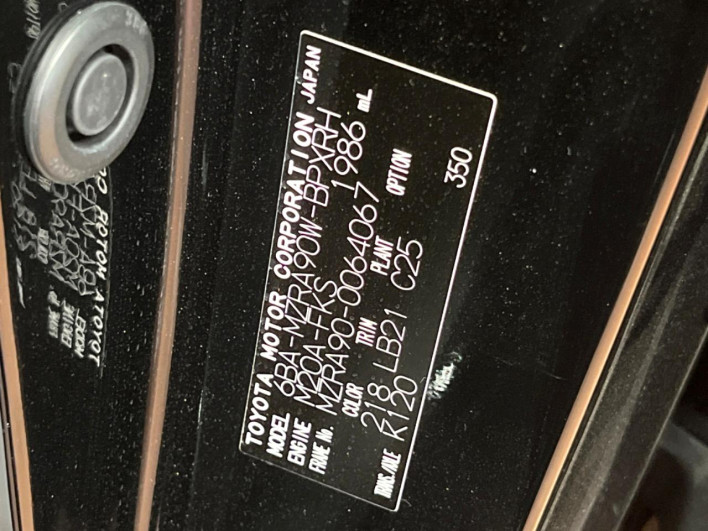 TOYOTA MOTOR CORPORATION JAPAN
MODEL 6BA-MZRA90W-BPXRH
ENGINE M20A-FKS 1986 mL
FRAME No. MZRA90-0064067
COLOR TRIM PLANT OPTION
218 LB21 C25 350
TRANS./AXLE K120